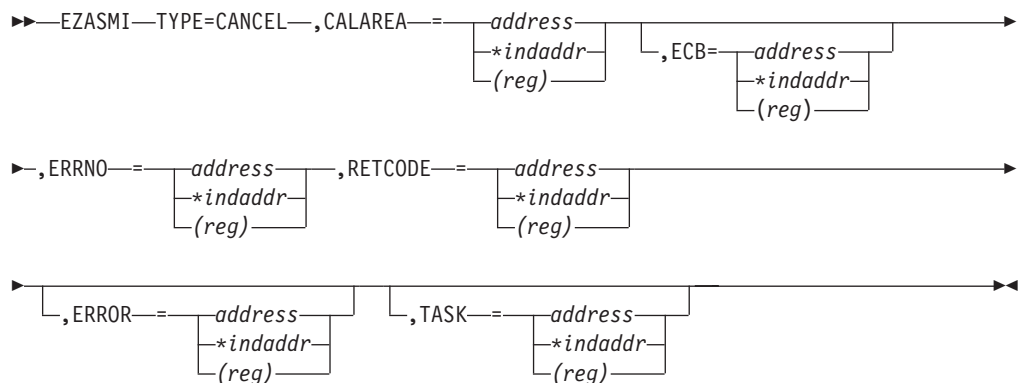 EZASMI TYPE=CANCEL ,CALAREA = address
*indaddr
(reg)
,ECB= address
*indaddr
(reg)
,ERRNO = address
*indaddr
(reg)
,RETCODE = address
*indaddr
(reg)
,ERROR = address
*indaddr
(reg)
,TASK = address
*indaddr
(reg)